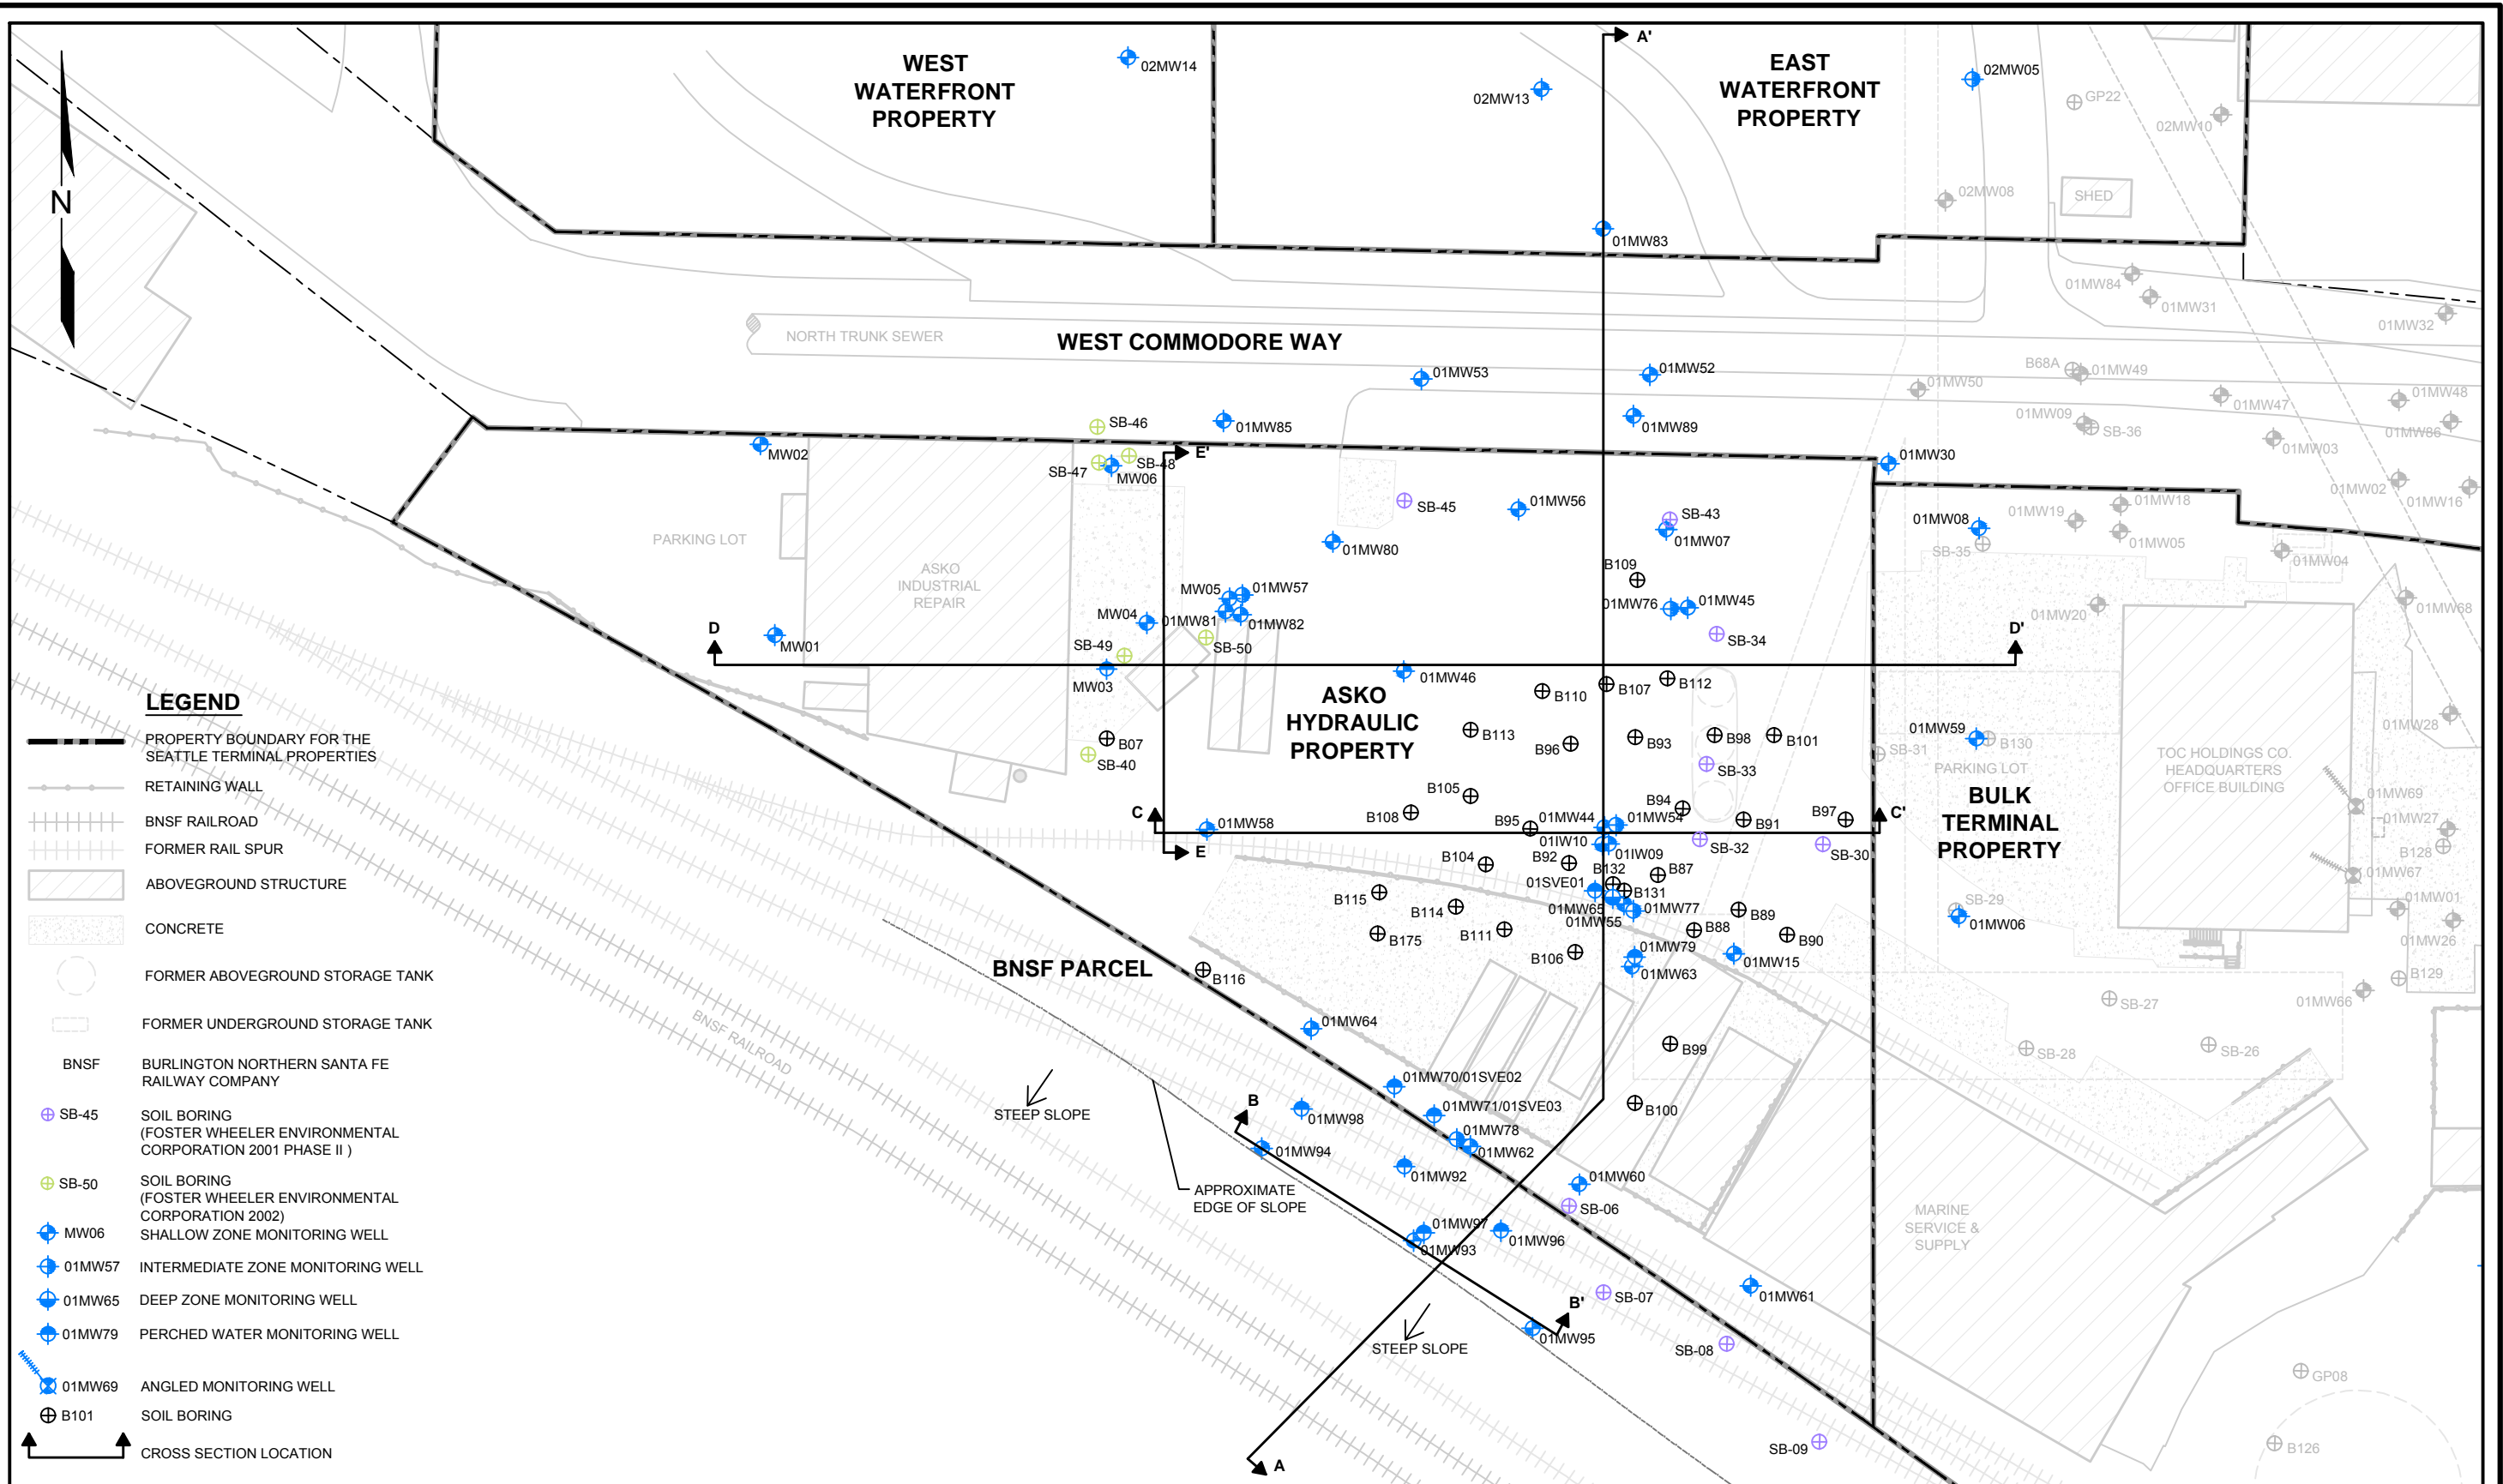 A'
WEST
WATERFRONT
PROPERTY
EAST
WATERFRONT
PROPERTY
02MW14
02MW13
02MW05
GP22
02MW10
02MW08
SHED
N
01MW83
01MW84
01MW31
01MW32
NORTH TRUNK SEWER
WEST COMMODORE WAY
01MW53
01MW52
B68A
01MW49
01MW50
01MW47
01MW48
SB-46
01MW85
01MW89
01MW09
SB-36
01MW86
01MW03
MW02
SB-47
SB-48
MW06
E'
01MW30
01MW02
01MW16
SB-45
01MW56
SB-43
01MW07
01MW08
SB-35
01MW18
01MW19
01MW05
01MW04
PARKING LOT
ASKO
INDUSTRIAL
REPAIR
01MW80
B109
MW05
01MW57
MW04
01MW81
01MW82
01MW76
01MW45
01MW20
01MW68
D
MW01
SB-49
SB-50
SB-34
D'
MW03
01MW46
B112
B107
B110
ASKO
HYDRAULIC
PROPERTY
LEGEND
PROPERTY BOUNDARY FOR THE
SEATTLE TERMINAL PROPERTIES
RETAINING WALL
BNSF RAILROAD
FORMER RAIL SPUR
ABOVEGROUND STRUCTURE
CONCRETE
FORMER ABOVEGROUND STORAGE TANK
FORMER UNDERGROUND STORAGE TANK
BNSF
BURLINGTON NORTHERN SANTA FE
RAILWAY COMPANY
SB-45
SOIL BORING
(FOSTER WHEELER ENVIRONMENTAL
CORPORATION 2001 PHASE II )
SB-50
SOIL BORING
(FOSTER WHEELER ENVIRONMENTAL
CORPORATION 2002)
MW06
SHALLOW ZONE MONITORING WELL
01MW57
INTERMEDIATE ZONE MONITORING WELL
01MW65
DEEP ZONE MONITORING WELL
01MW79
PERCHED WATER MONITORING WELL
01MW69
ANGLED MONITORING WELL
B101
SOIL BORING
CROSS SECTION LOCATION
B07
SB-40
B113
B96
B93
B98
B101
SB-33
SB-31
01MW59
B130
PARKING LOT
BULK
TERMINAL
PROPERTY
TOC HOLDINGS CO.
HEADQUARTERS
OFFICE BUILDING
01MW28
01MW69
01MW27
B128
01MW67
01MW01
01MW26
B129
01MW66
B105
B108
B95
01MW44
01MW54
B94
B91
B97
C
C'
01MW58
E
01IW10
01IW09
SB-32
SB-30
B104
B92
B132
B87
01SVE01
B131
B115
B114
01MW65
01MW77
01MW55
B89
B88
B90
B175
B111
B106
01MW79
01MW63
01MW15
SB-29
01MW06
BNSF PARCEL
B116
BNSF RAILROAD
01MW64
B99
SB-27
SB-28
SB-26
STEEP SLOPE
01MW70/01SVE02
01MW71/01SVE03
B100
B
01MW98
01MW78
01MW62
01MW94
01MW92
01MW60
SB-06
APPROXIMATE
EDGE OF SLOPE
01MW97
01MW93
01MW96
MARINE
SERVICE &
SUPPLY
SB-07
01MW61
B'
01MW95
STEEP SLOPE
SB-08
GP08
SB-09
B126
A